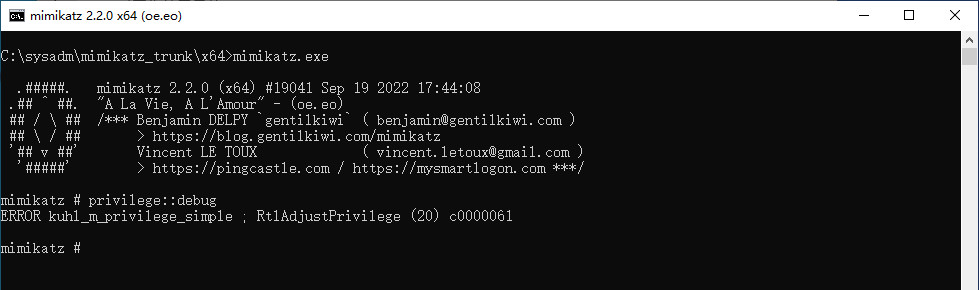 mimikatz 2.2.0 x64 (oe.eo)
C:\sysadm\mimikatz_trunk\x64>mimikatz.exe
  .#####.   mimikatz 2.2.0 (x64) #19041 Sep 19 2022 17:44:08
 .## ^ ##.  "A La Vie, A L'Amour" - (oe.eo)
 ## / \ ##  /*** Benjamin DELPY `gentilkiwi` ( benjamin@gentilkiwi.com )
 ## \ / ##       > https://blog.gentilkiwi.com/mimikatz
 '## v ##'       Vincent LE TOUX             ( vincent.letoux@gmail.com )
  '#####'        > https://pingcastle.com / https://mysmartlogon.com ***/
mimikatz # privilege::debug
ERROR kuhl_m_privilege_simple ; RtlAdjustPrivilege (20) c0000061
mimikatz #